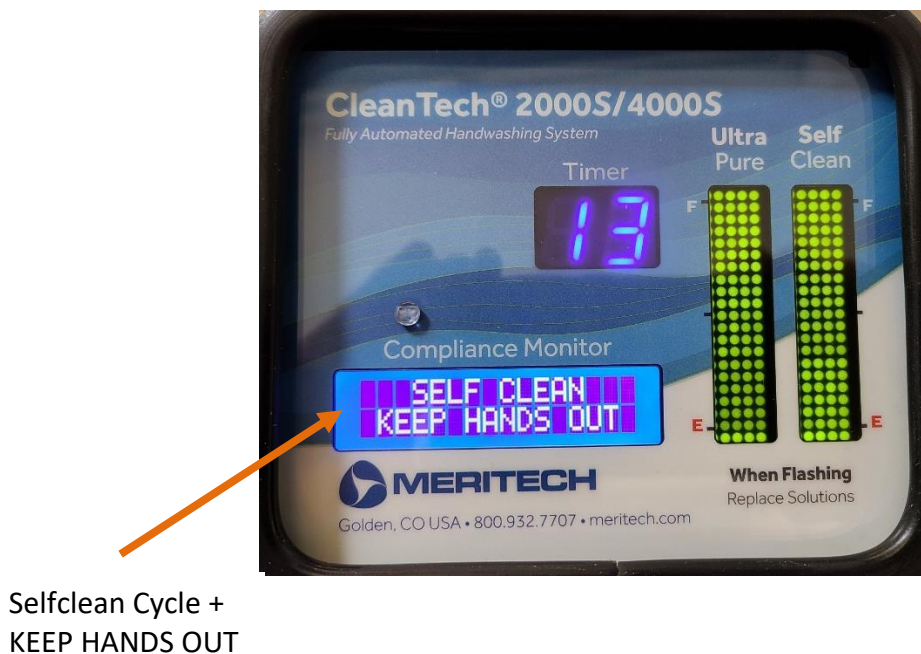 CleanTech® 2000S/4000S
Fully Automated Handwashing System
Ultra Pure
Self Clean
Timer
13
F
F
Compliance Monitor
SELF CLEAN
KEEP HANDS OUT
E
E
MERITECH
When Flashing
Replace Solutions
Golden, CO USA • 800.932.7707 • meritech.com
Selfclean Cycle +
KEEP HANDS OUT